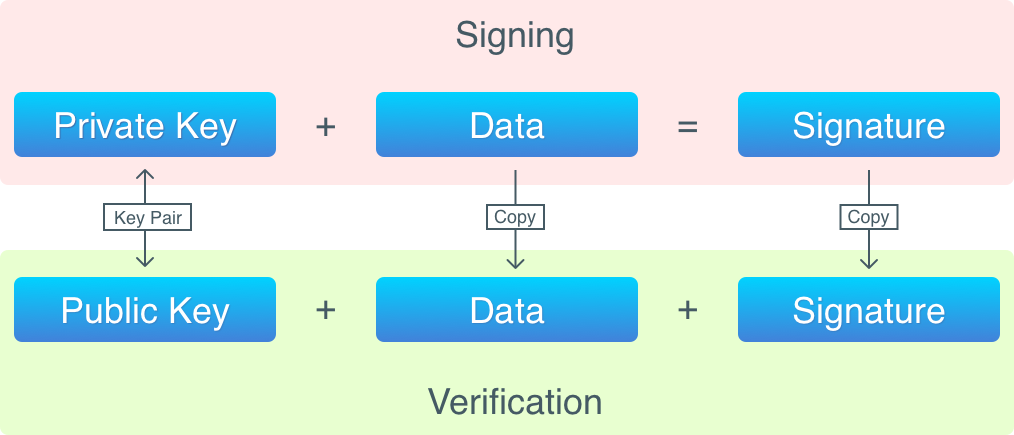 Signing
Private Key + Data = Signature
Key Pair Copy Copy
Public Key + Data + Signature
Verification